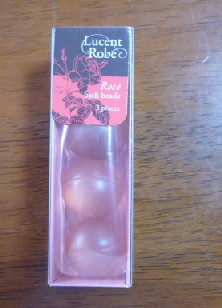 Lucent
Robe
Rose
bath beads
3 pieces